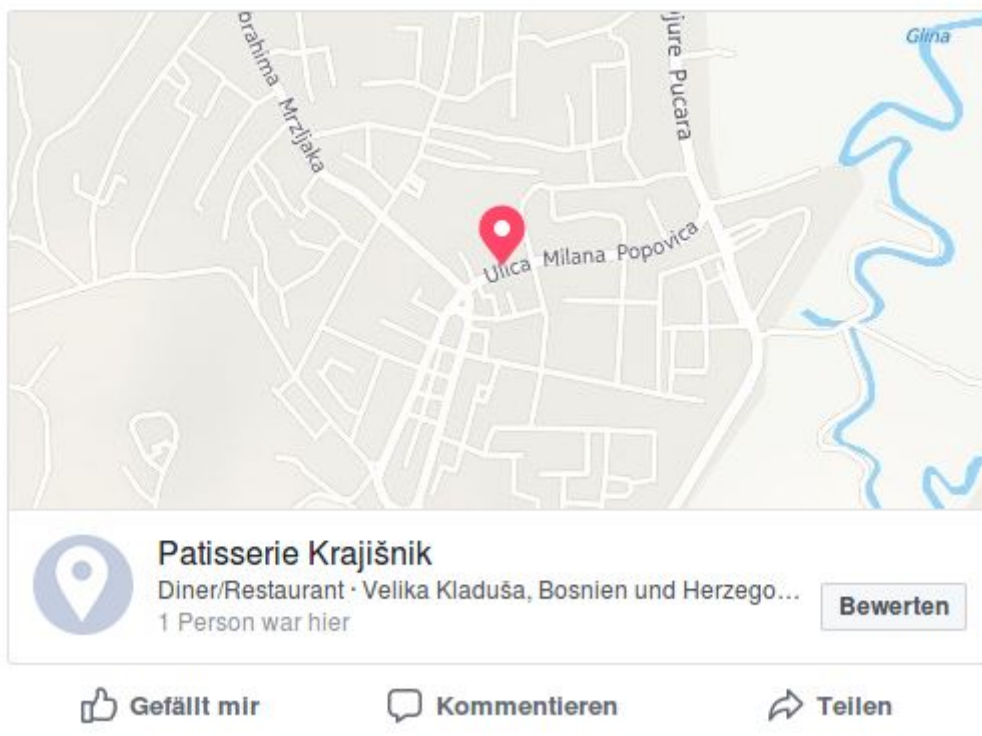 brahima Mrzljaka
jure Pucara
Glina
Ulica Milana Popovica
Patisserie Krajišnik
Diner/Restaurant · Velika Kladuša, Bosnien und Herzego...
1 Person war hier
Bewerten
Gefällt mir
Kommentieren
Teilen